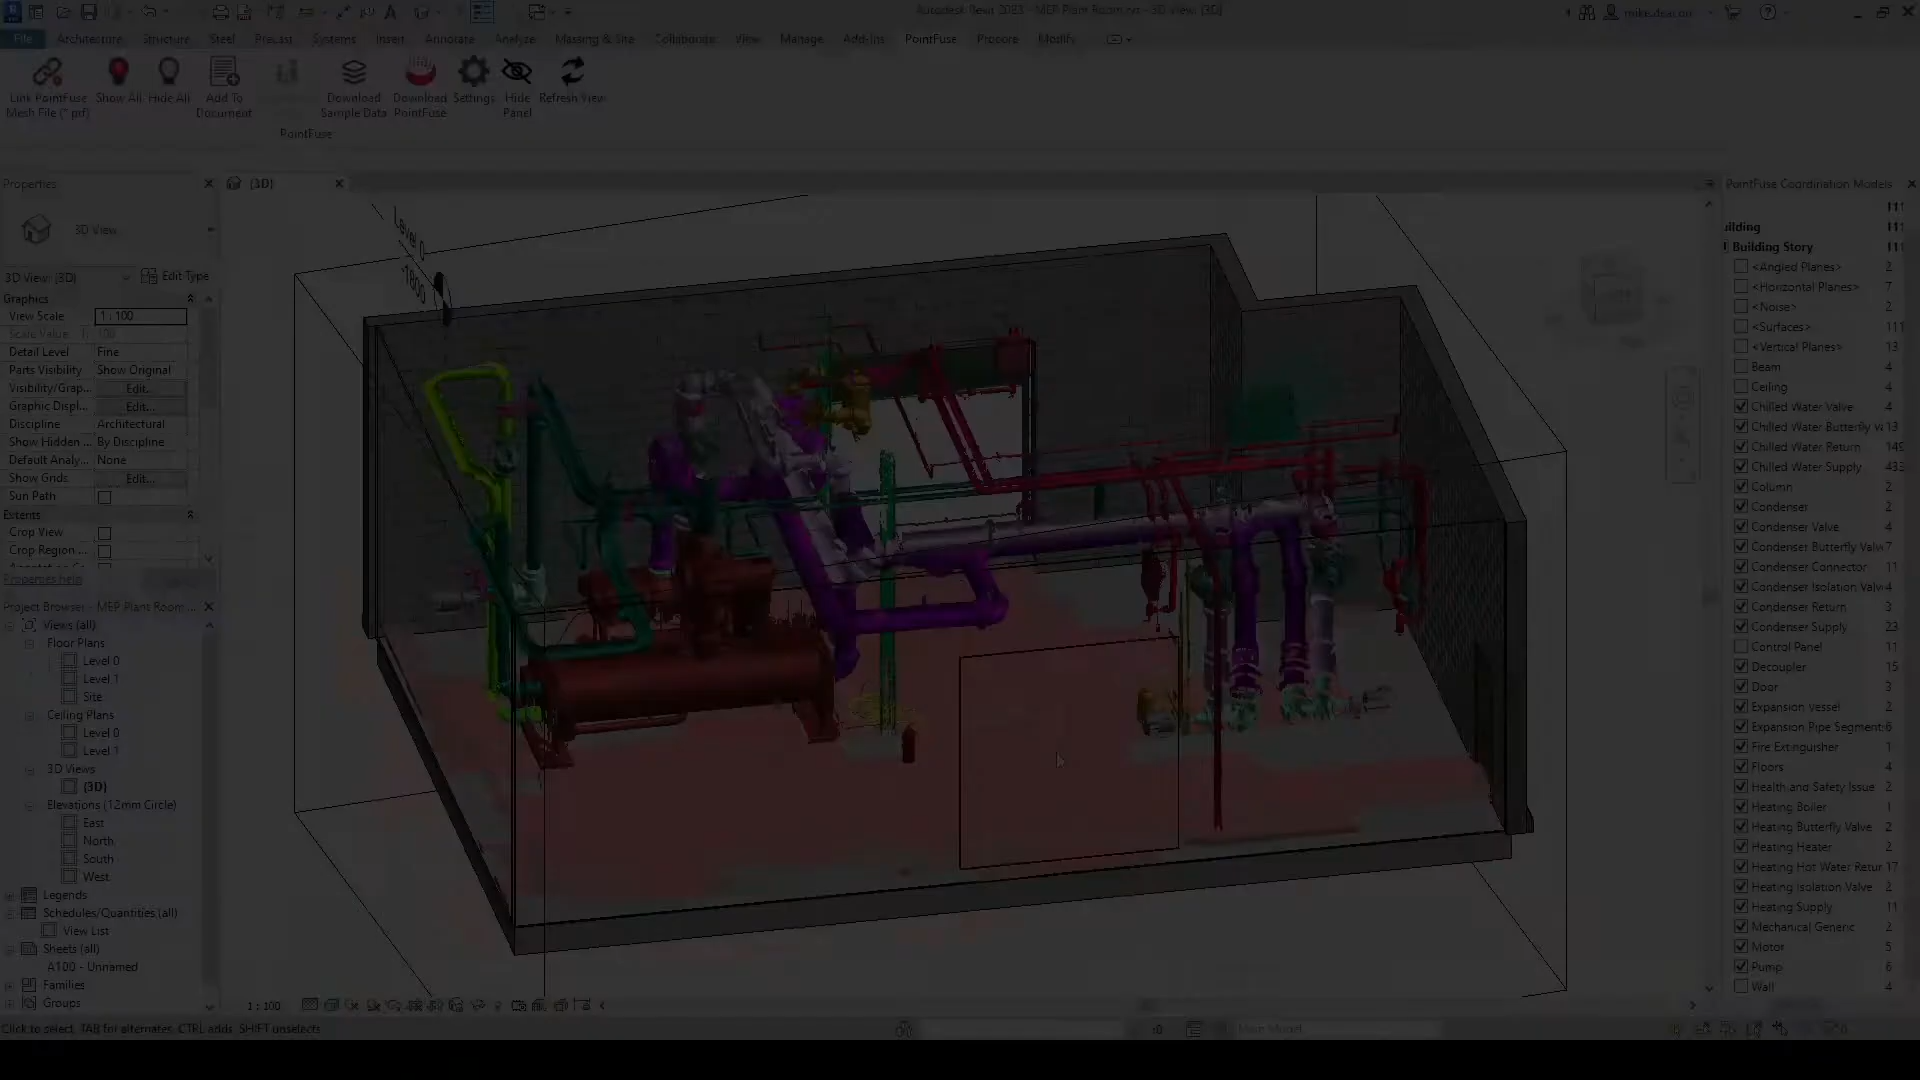 Autodesk Revit 2023 - MEP Plant Room.rvt - 3D View: {3D}
File Architecture Structure Steel Precast Systems Insert Annotate Analyze Massing & Site Collaborate View Manage Add-Ins PointFuse Procore Modify
Link PointFuse Mesh File (*.prf)
Show All
Hide All
Add To Document
Download Sample Data
Download PointFuse
Settings
Hide Panel
Refresh View
PointFuse
Properties
(3D)
PointFuse Coordination Models
3D View
3D View: (3D)
Edit Type
Graphics
View Scale 1 : 100
Scale Value 1: 100
Detail Level Fine
Parts Visibility Show Original
Visibility/Grap... Edit...
Graphic Displ... Edit...
Discipline Architectural
Show Hidden ... By Discipline
Default Analy... None
Show Grids Edit...
Sun Path
Extents
Crop View
Crop Region ...
Properties help
Project Browser - MEP Plant Room ...
Views (all)
Floor Plans
Level 0
Level 1
Site
Ceiling Plans
Level 0
Level 1
3D Views
(3D)
Elevations (12mm Circle)
East
North
South
West
Legends
Schedules/Quantities (all)
View List
Sheets (all)
A100 - Unnamed
Families
Groups
Level 0
-1800
111
uilding 111
Building Story 111
<Angled Planes> 2
<Horizontal Planes> 7
<Noise> 2
<Surfaces> 111
<Vertical Planes> 13
Beam 4
Ceiling 4
Chilled Water Valve 4
Chilled Water Butterfly V 13
Chilled Water Return 149
Chilled Water Supply 433
Column 2
Condenser 2
Condenser Valve 4
Condenser Butterfly Valv 7
Condenser Connector 11
Condenser Isolation Valv 4
Condenser Return 3
Condenser Supply 23
Control Panel 11
Decoupler 15
Door 3
Expansion Vessel 2
Expansion Pipe Segment 6
Fire Extinguisher 1
Floors 4
Health and Safety Issue 2
Heating Boiler 1
Heating Butterfly Valve 2
Heating Heater 2
Heating Hot Water Retur 17
Heating Isolation Valve 2
Heating Supply 11
Mechanical Generic 2
Motor 5
Pump 6
Wall 4
1 : 100
Click to select, TAB for alternates, CTRL adds, SHIFT unselects.
:0
Main Model